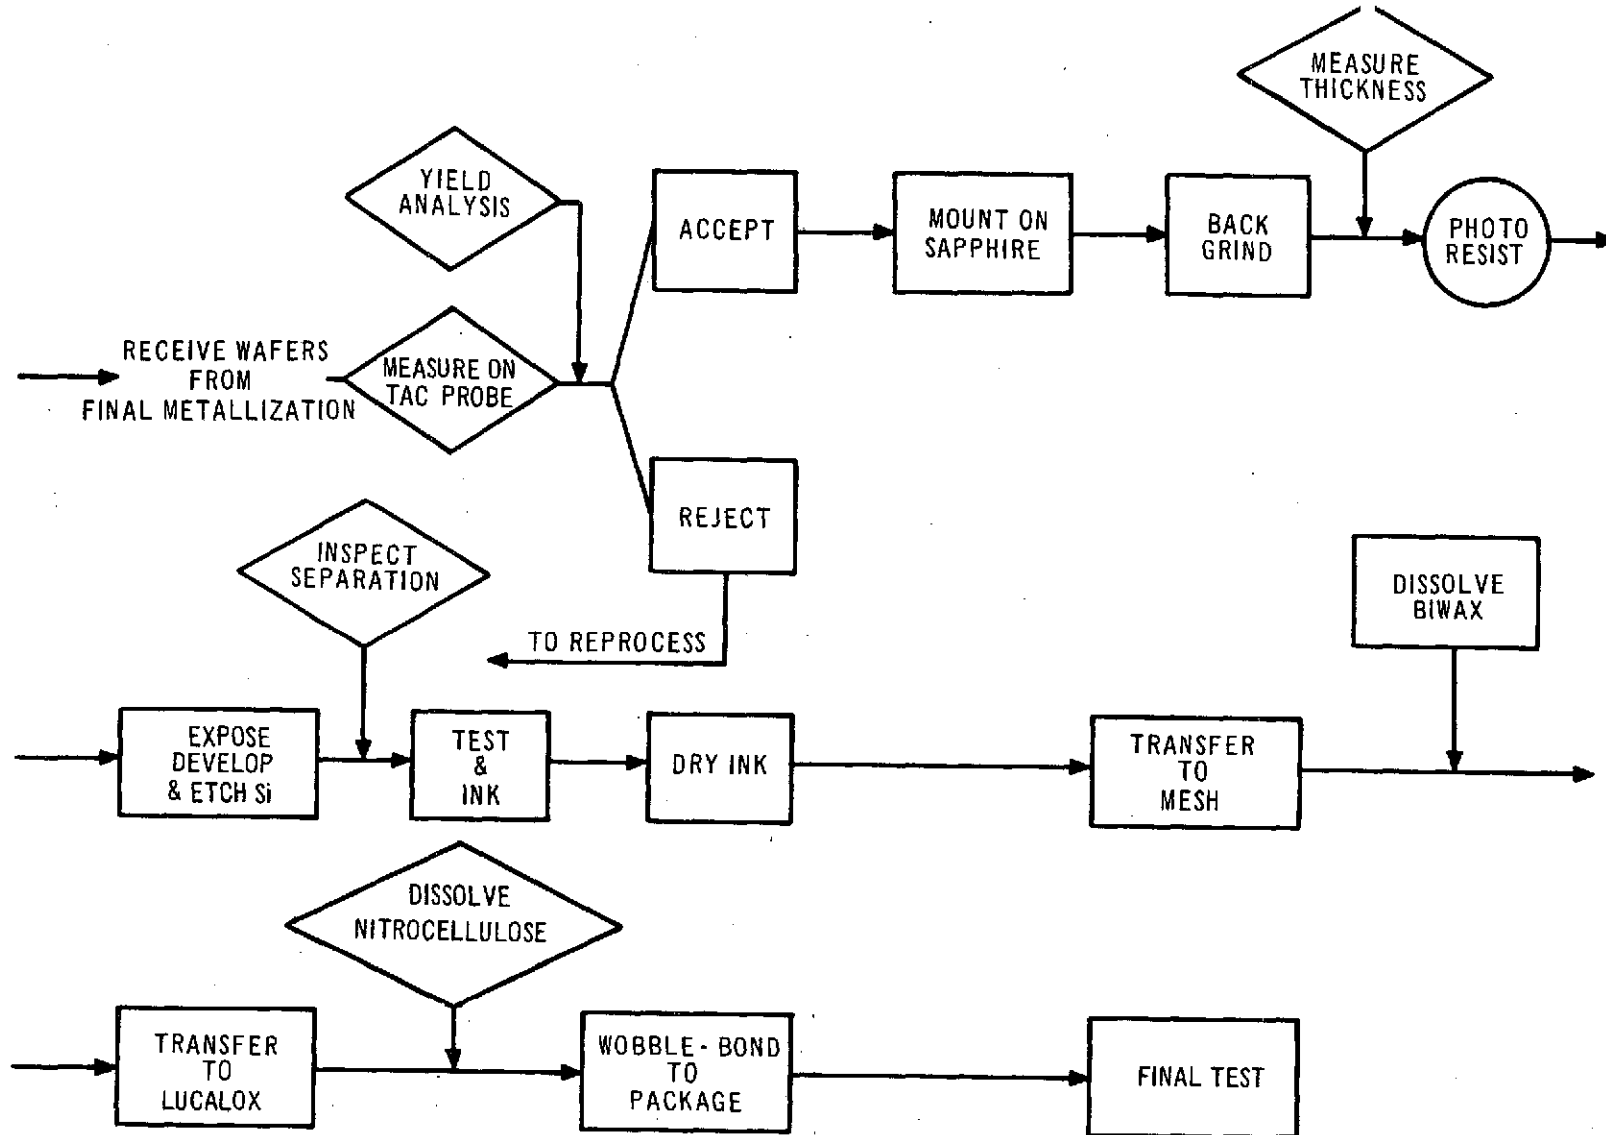 MEASURE
THICKNESS
YIELD
ANALYSIS
ACCEPT
MOUNT ON
SAPPHIRE
BACK
GRIND
PHOTO
RESIST
RECEIVE WAFERS
FROM
FINAL METALLIZATION
MEASURE ON
TAC PROBE
REJECT
TO REPROCESS
INSPECT
SEPARATION
DISSOLVE
BIWAX
EXPOSE
DEVELOP
& ETCH Si
TEST
&
INK
DRY INK
TRANSFER
TO
MESH
DISSOLVE
NITROCELLULOSE
TRANSFER
TO
LUCALOX
WOBBLE - BOND
TO
PACKAGE
FINAL TEST